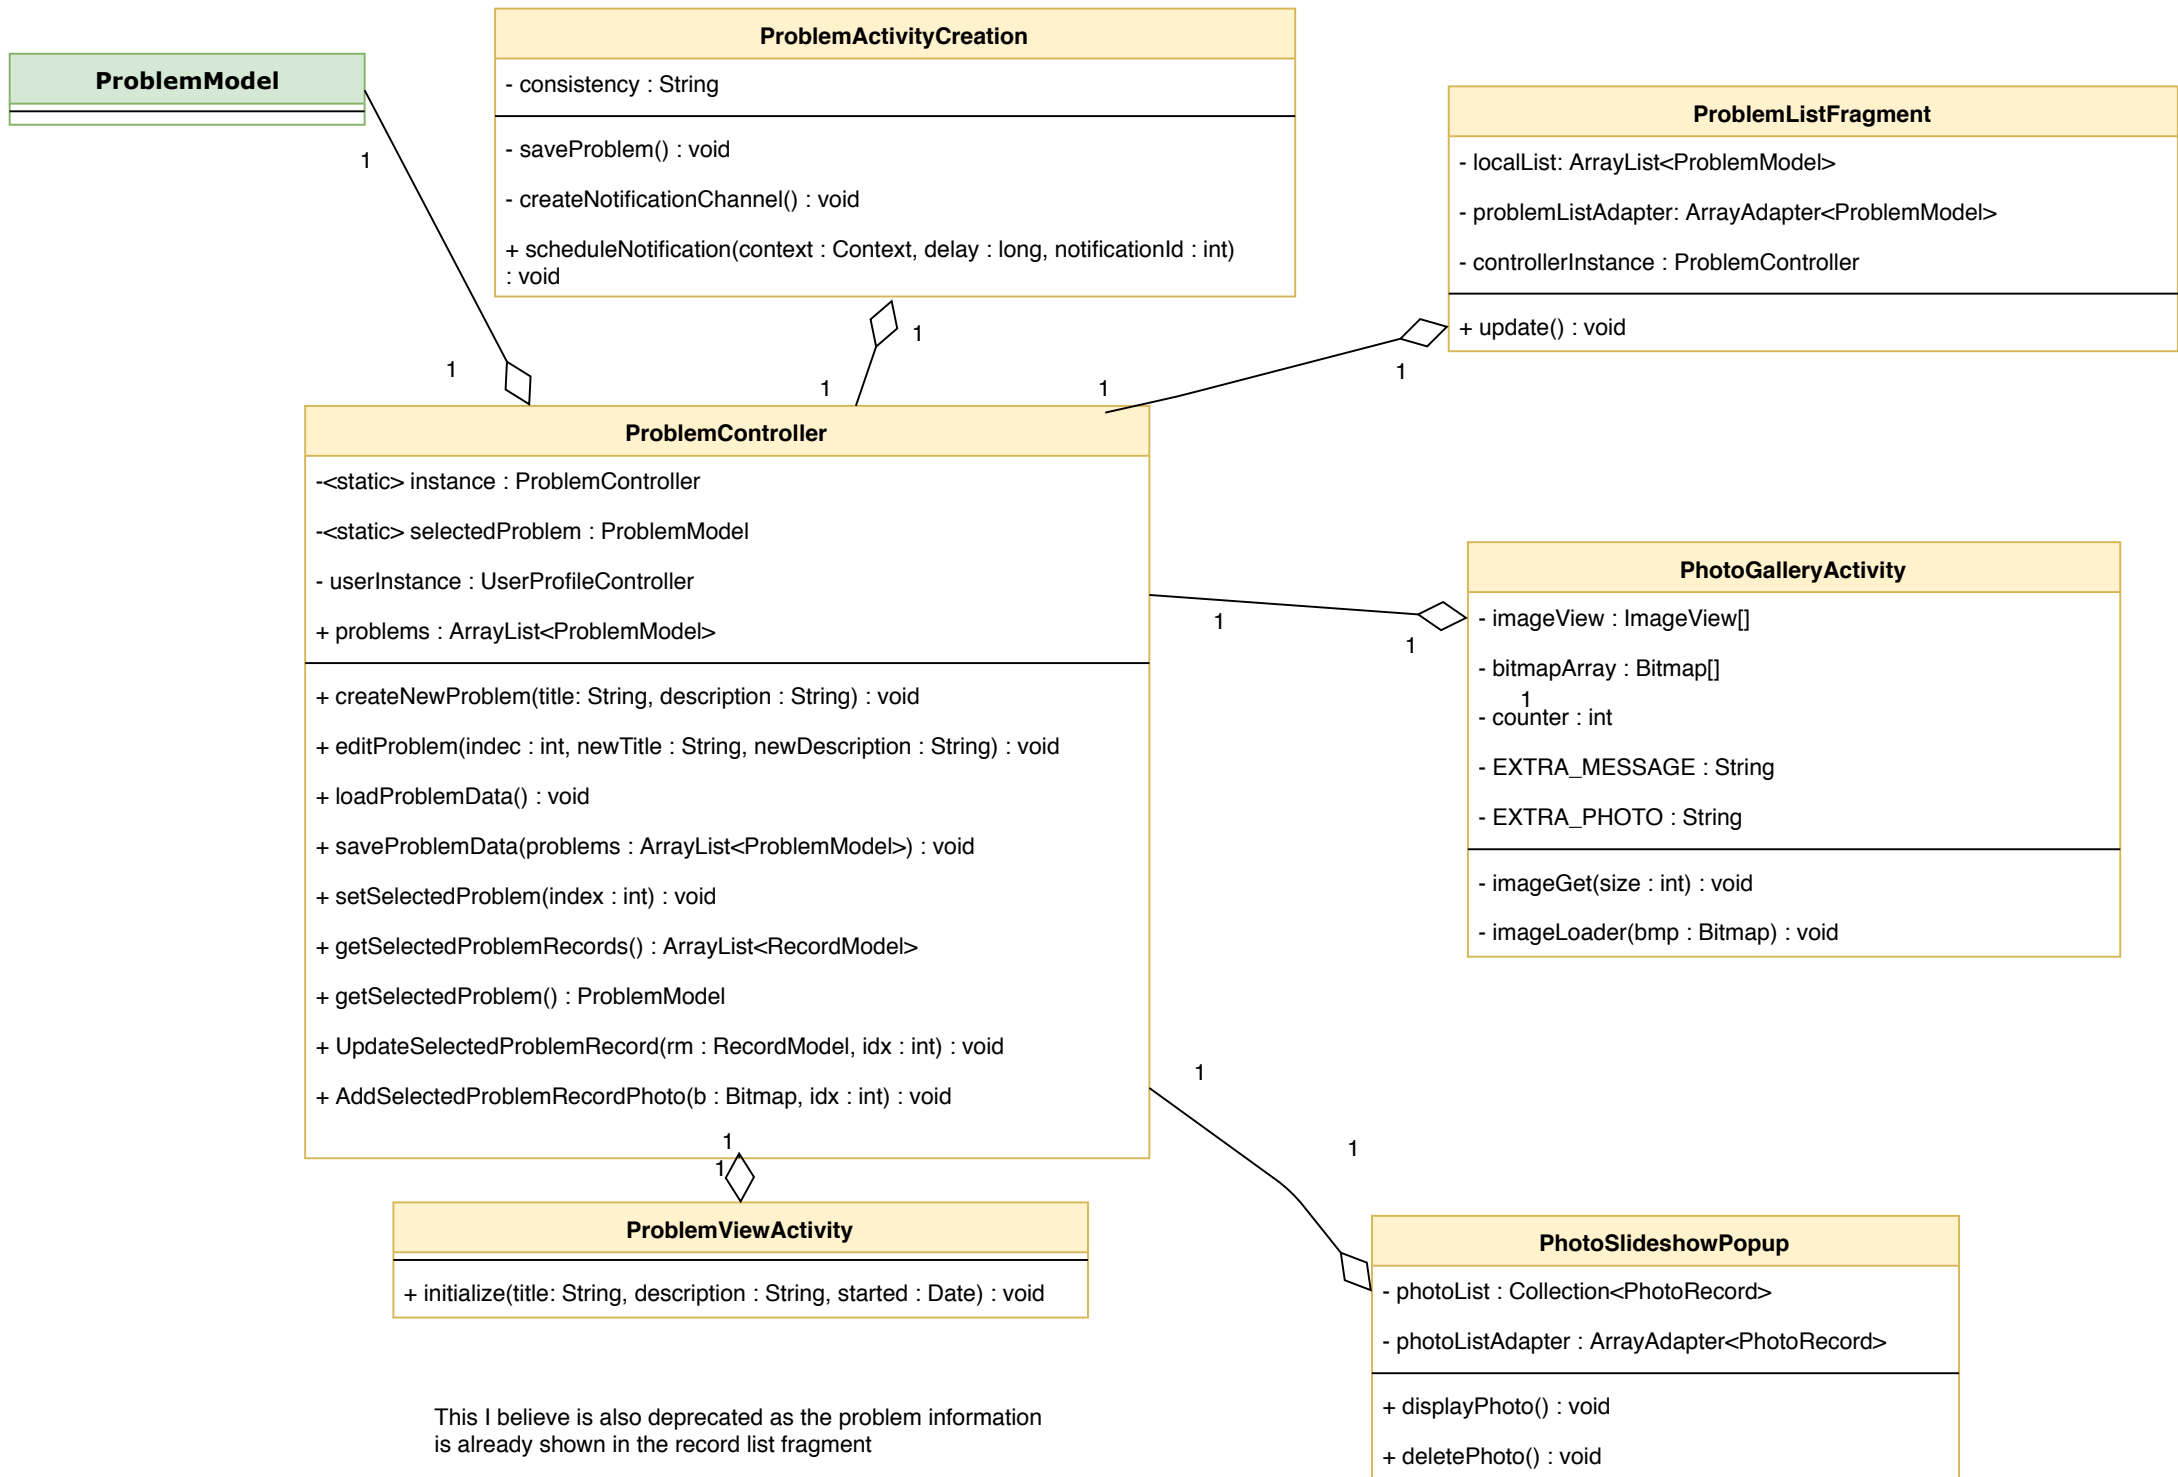 ProblemModel
1
ProblemActivityCreation
- consistency : String
- saveProblem() : void
- createNotificationChannel() : void
+ scheduleNotification(context : Context, delay : long, notificationId : int)
: void
1
1
1
ProblemListFragment
- localList: ArrayList<ProblemModel>
- problemListAdapter: ArrayAdapter<ProblemModel>
- controllerInstance : ProblemController
+ update() : void
1
1
ProblemController
-<static> instance : ProblemController
-<static> selectedProblem : ProblemModel
- userInstance : UserProfileController
+ problems : ArrayList<ProblemModel>
+ createNewProblem(title: String, description : String) : void
+ editProblem(indec : int, newTitle : String, newDescription : String) : void
+ loadProblemData() : void
+ saveProblemData(problems : ArrayList<ProblemModel>) : void
+ setSelectedProblem(index : int) : void
+ getSelectedProblemRecords() : ArrayList<RecordModel>
+ getSelectedProblem() : ProblemModel
+ UpdateSelectedProblemRecord(rm : RecordModel, idx : int) : void
+ AddSelectedProblemRecordPhoto(b : Bitmap, idx : int) : void
1
1
PhotoGalleryActivity
- imageView : ImageView[]
- bitmapArray : Bitmap[]
1
- counter : int
- EXTRA_MESSAGE : String
- EXTRA_PHOTO : String
- imageGet(size : int) : void
- imageLoader(bmp : Bitmap) : void
1
1
1
1
ProblemViewActivity
+ initialize(title: String, description : String, started : Date) : void
This I believe is also deprecated as the problem information
is already shown in the record list fragment
PhotoSlideshowPopup
- photoList : Collection<PhotoRecord>
- photoListAdapter : ArrayAdapter<PhotoRecord>
+ displayPhoto() : void
+ deletePhoto() : void